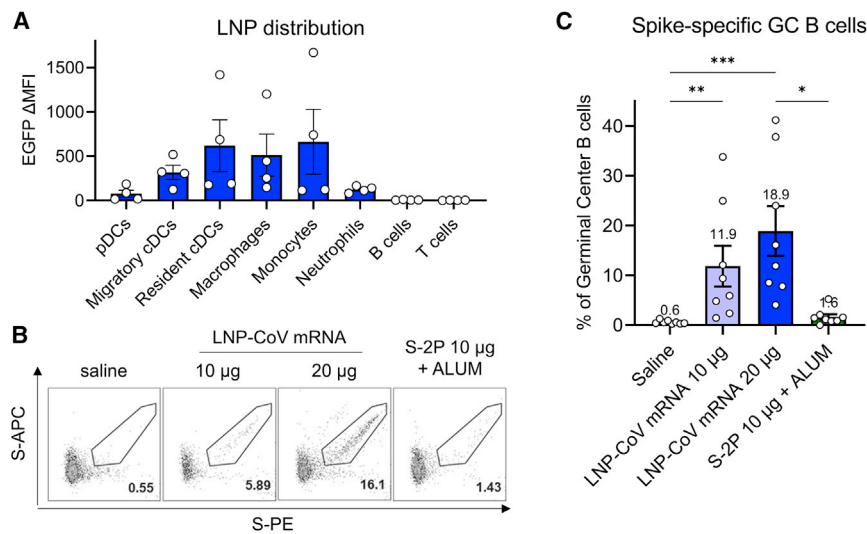 A
LNP distribution
EGFP ΔMFI
1500
1000
500
0
pDCs
Migratory cDCs
Resident cDCs
Macrophages
Monocytes
Neutrophils
B cells
T cells
B
LNP-CoV mRNA
saline
10 µg
20 µg
S-2P 10 µg
+ ALUM
S-APC
0.55
5.89
16.1
1.43
S-PE
C
Spike-specific GC B cells
***
**
*
% of Germinal Center B cells
40
30
20
10
0
0.6
11.9
18.9
1.6
Saline
LNP-CoV mRNA 10 µg
LNP-CoV mRNA 20 µg
S-2P 10 µg + ALUM